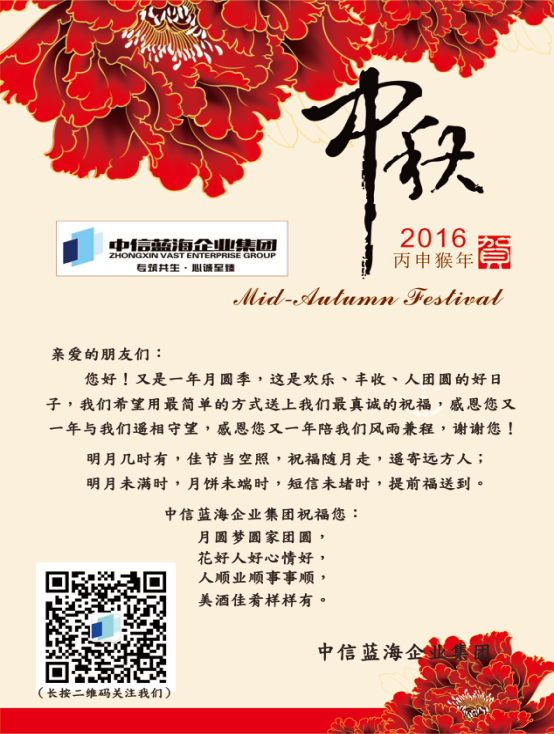 中秋
中信蓝海企业集团
ZHONGXIN VAST ENTERPRISE GROUP
专筑共生·心诚至臻
2016
丙申猴年
賀
Mid-Autumn Festival
亲爱的朋友们：
您好！又是一年月圆季，这是欢乐、丰收、人团圆的好日
子，我们希望用最简单的方式送上我们最真诚的祝福，感恩您又
一年与我们遥相守望，感恩您又一年陪我们风雨兼程，谢谢您！
明月几时有，佳节当空照，祝福随月走，遥寄远方人；
明月未满时，月饼未端时，短信未堵时，提前福送到。
中信蓝海企业集团祝福您：
月圆梦圆家团圆，
花好人好心情好，
人顺业顺事事顺，
美酒佳肴样样有。
中信蓝海企业集团
（长按二维码关注我们）